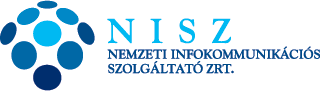 NISZ
NEMZETI INFOKOMMUNIKÁCIÓS
SZOLGÁLTATÓ ZRT.